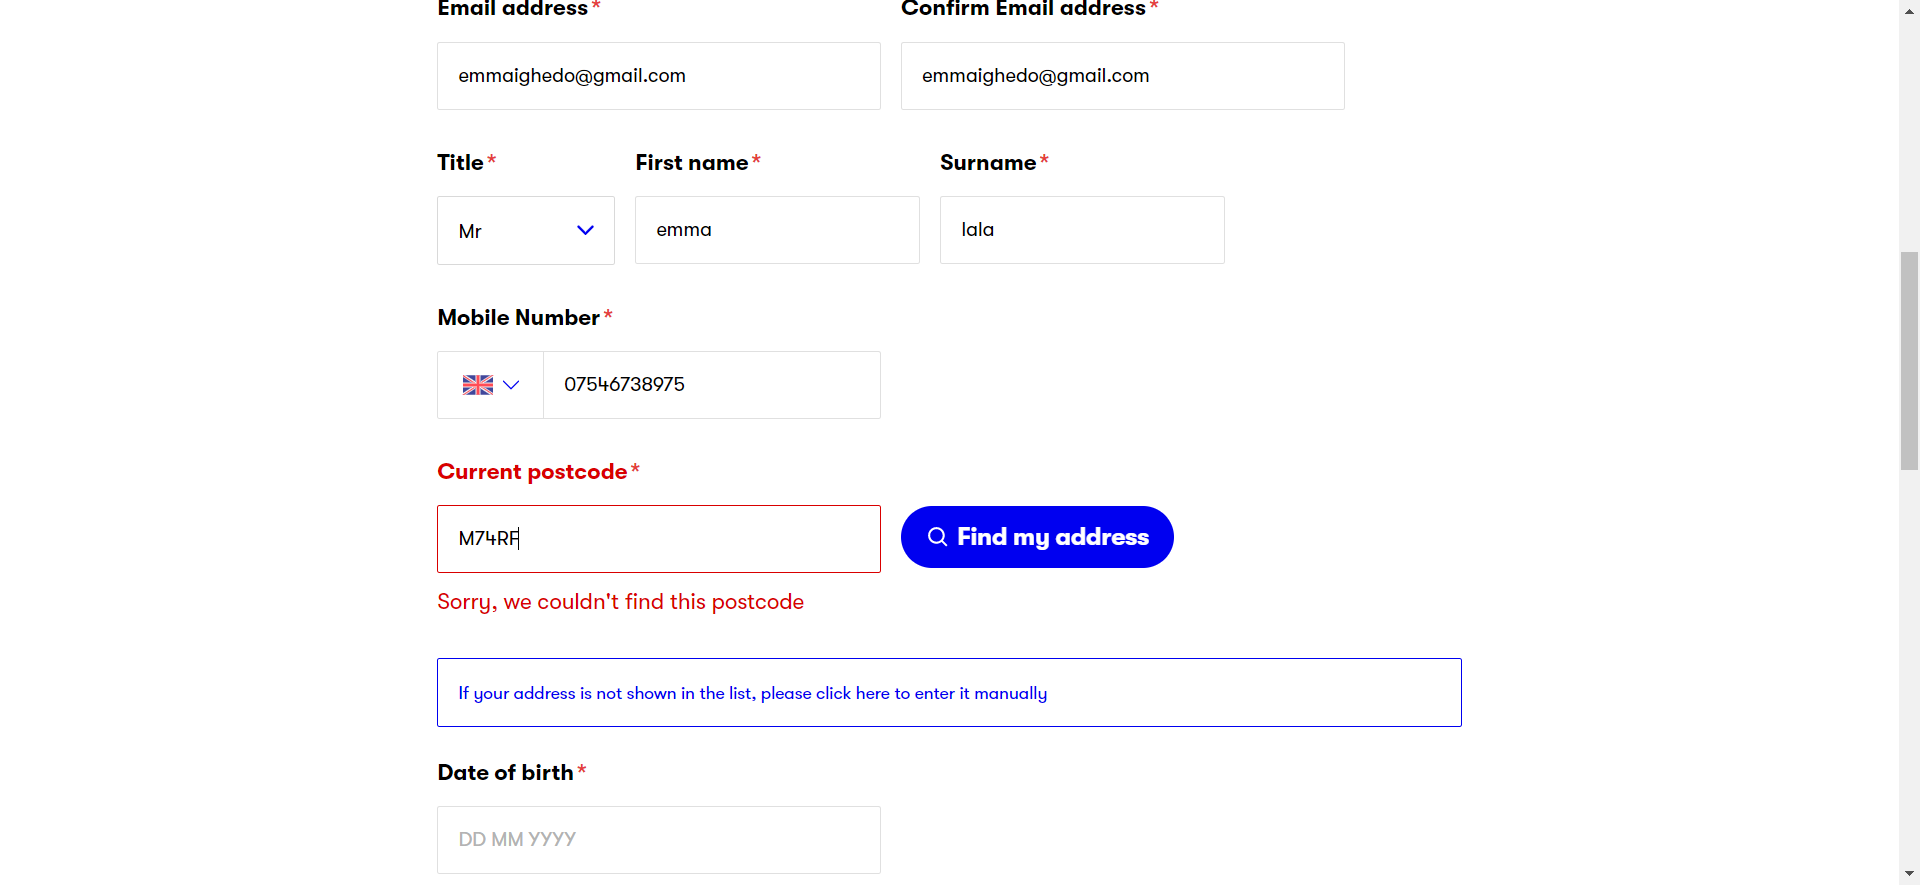 Email address* Confirm Email address*
emmaighedo@gmail.com emmaighedo@gmail.com
Title* First name* Surname*
Mr emma lala
Mobile Number*
07546738975
Current postcode*
M74RF Find my address
Sorry, we couldn't find this postcode
If your address is not shown in the list, please click here to enter it manually
Date of birth*
DD MM YYYY